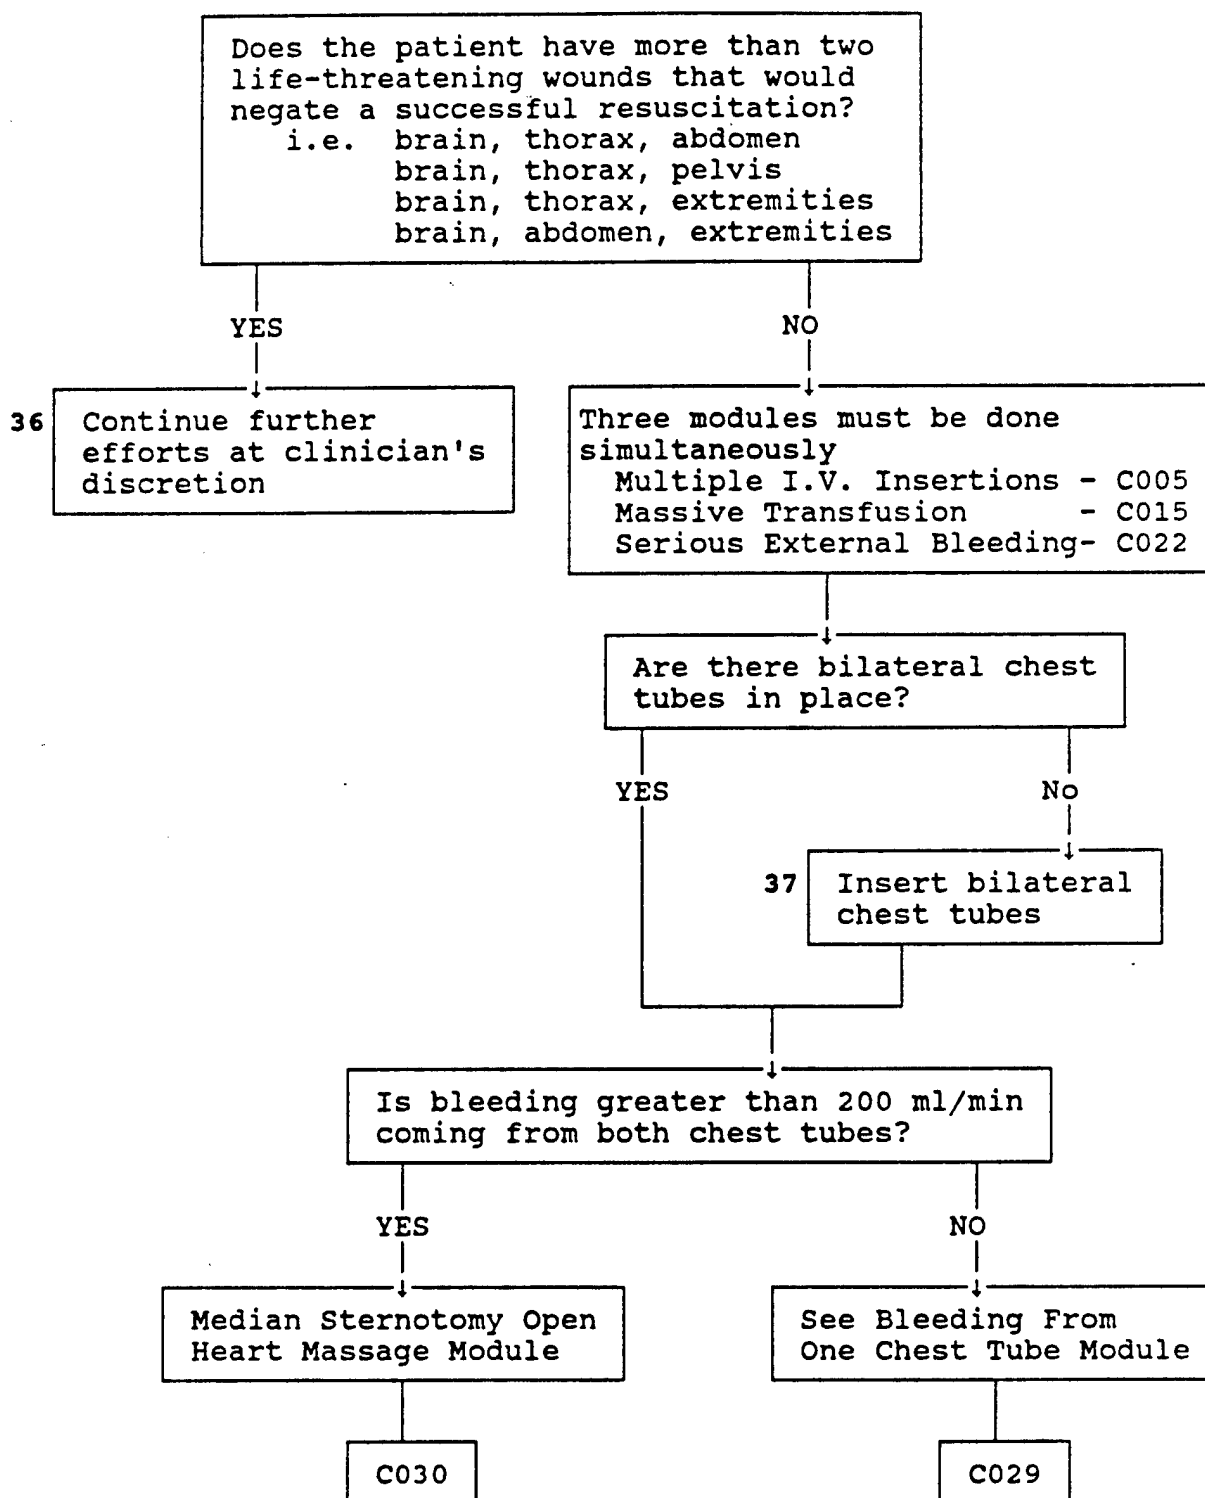 Does the patient have more than two
life-threatening wounds that would
negate a successful resuscitation?
i.e. brain, thorax, abdomen
brain, thorax, pelvis
brain, thorax, extremities
brain, abdomen, extremities
YES
NO
36
Continue further
efforts at clinician's
discretion
Three modules must be done
simultaneously
Multiple I.V. Insertions - C005
Massive Transfusion - C015
Serious External Bleeding- C022
Are there bilateral chest
tubes in place?
YES
No
37
Insert bilateral
chest tubes
Is bleeding greater than 200 ml/min
coming from both chest tubes?
YES
NO
Median Sternotomy Open
Heart Massage Module
See Bleeding From
One Chest Tube Module
C030
C029